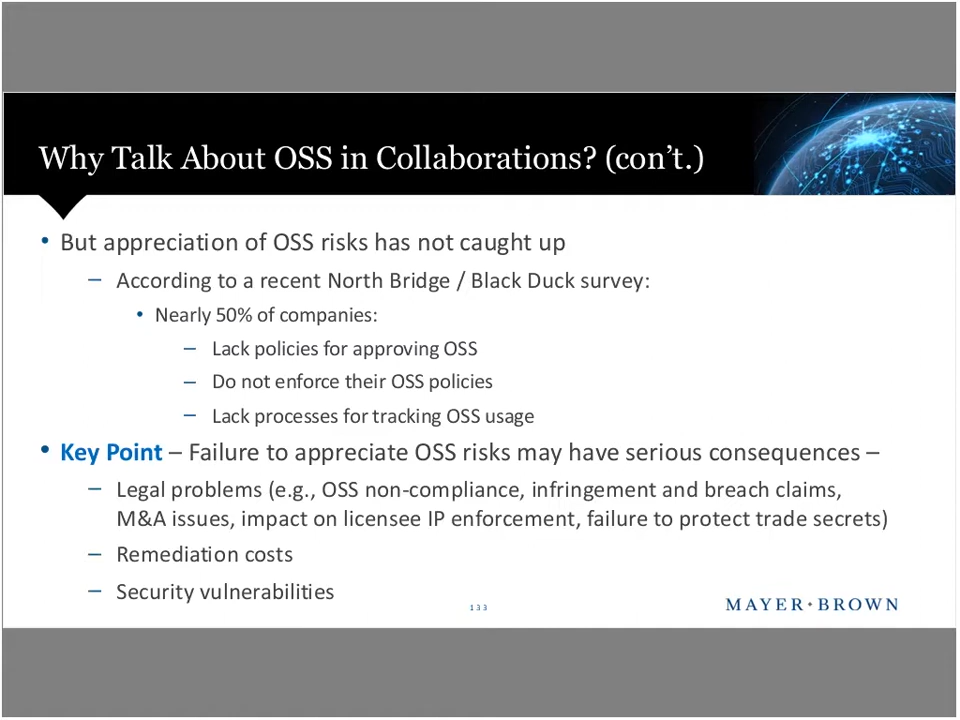 Why Talk About OSS in Collaborations? (con’t.)
• But appreciation of OSS risks has not caught up
– According to a recent North Bridge / Black Duck survey:
• Nearly 50% of companies:
– Lack policies for approving OSS
– Do not enforce their OSS policies
– Lack processes for tracking OSS usage
• Key Point – Failure to appreciate OSS risks may have serious consequences –
– Legal problems (e.g., OSS non-compliance, infringement and breach claims,
M&A issues, impact on licensee IP enforcement, failure to protect trade secrets)
– Remediation costs
– Security vulnerabilities
133
MAYER•BROWN